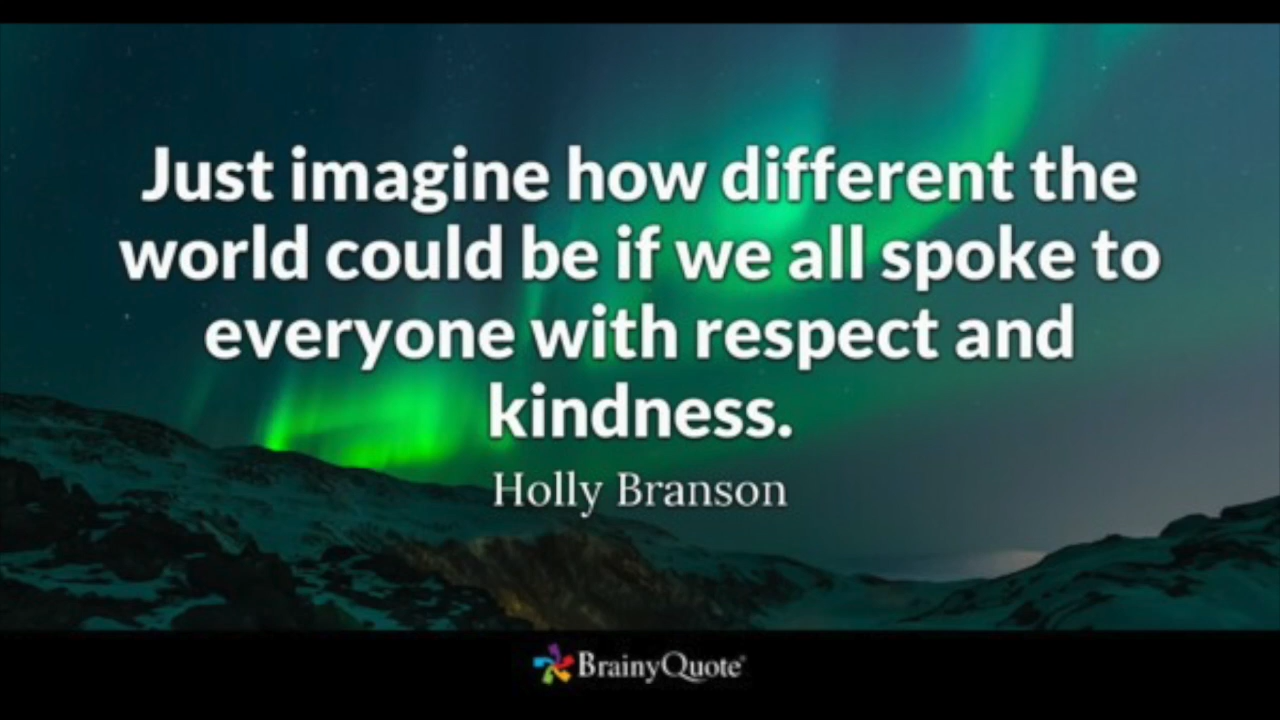 Just imagine how different the
world could be if we all spoke to
everyone with respect and
kindness.
Holly Branson
BrainyQuote®